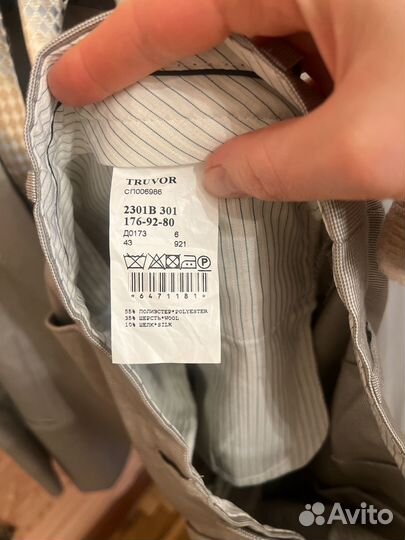 TRUVOR
СП006986
2301В 301
176-92-80
Д0173 6
43 921
P
*6471181*
55% ПОЛИЭСТЕР*POLYESTER
35% ШЕРСТЬ*WOOL
10% ШЕЛК*SILK
Avito